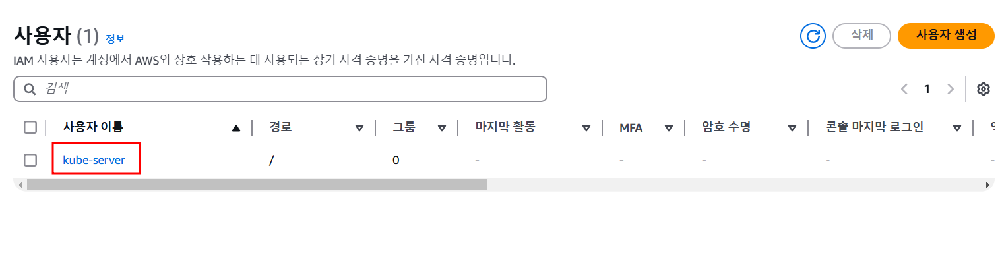 사용자 (1) 정보
삭제
사용자 생성
IAM 사용자는 계정에서 AWS와 상호 작용하는 데 사용되는 장기 자격 증명을 가진 자격 증명입니다.
검색
1
사용자 이름 경로 그룹 마지막 활동 MFA 암호 수명 콘솔 마지막 로그인
kube-server / 0 - - - - -